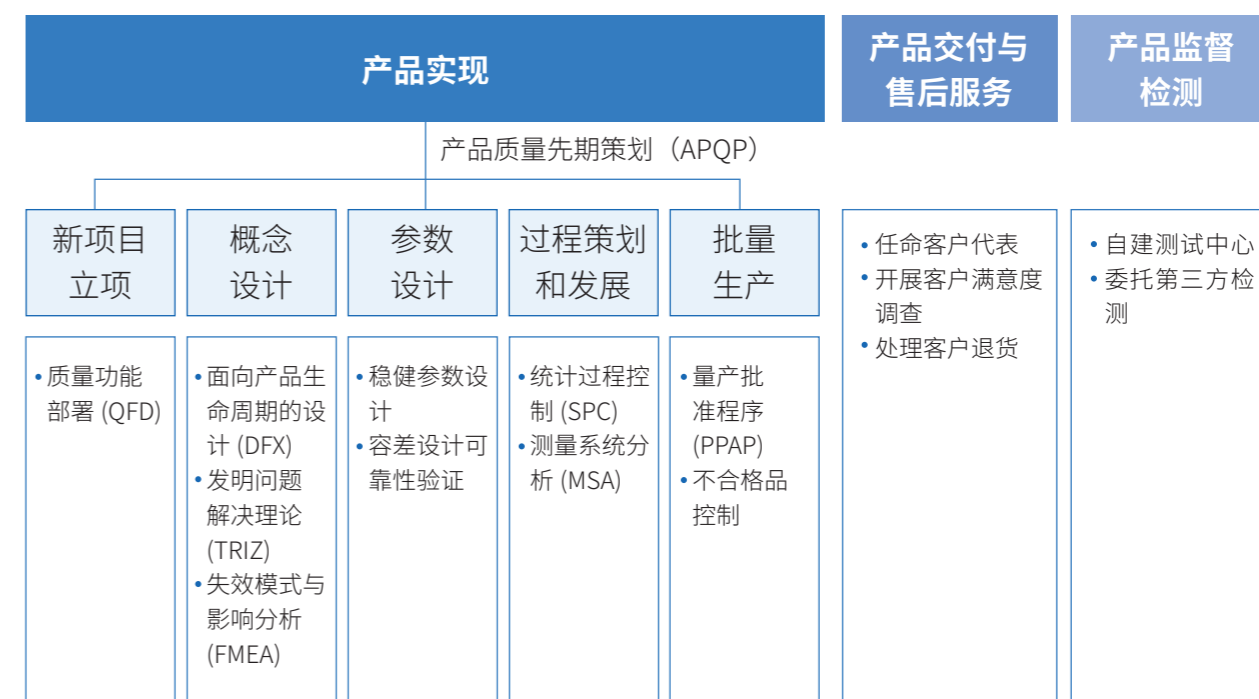 产品实现
产品交付与
售后服务
产品监督
检测
产品质量先期策划（APQP）
新项目
立项
概念
设计
参数
设计
过程策划
和发展
批量
生产
•质量功能
部署 (QFD)
•面向产品生
命周期的设
计 (DFX)
•发明问题
解决理论
(TRIZ)
•失效模式与
影响分析
(FMEA)
•稳健参数设
计
•容差设计可
靠性验证
•统计过程控
制 (SPC)
•测量系统分
析 (MSA)
•量产批
准程序
(PPAP)
•不合格品
控制
•任命客户代表
•开展客户满意度
调查
•处理客户退货
•自建测试中心
•委托第三方检
测